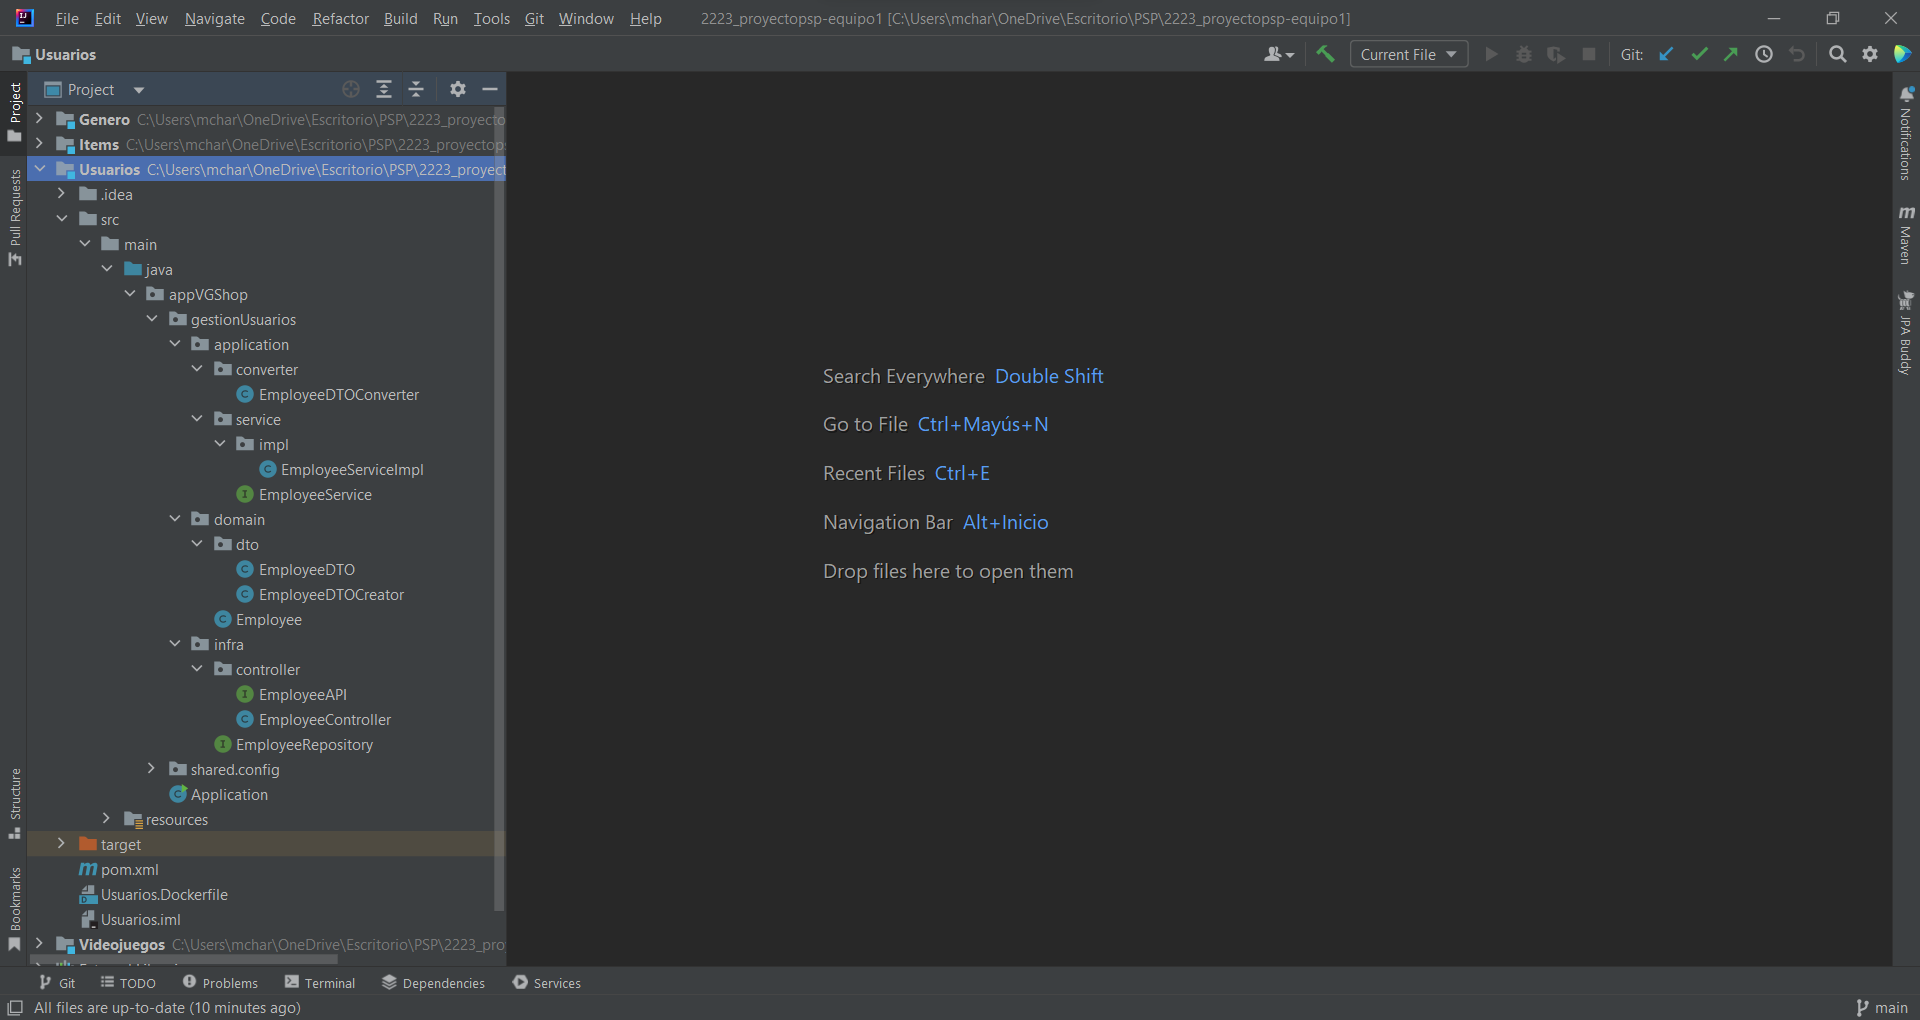 File Edit View Navigate Code Refactor Build Run Tools Git Window Help 2223_proyectopsp-equipo1 [C:\Users\mchar\OneDrive\Escritorio\PSP\2223_proyectopsp-equipo1]
Usuarios Current File Git:
Project
Genero C:\Users\mchar\OneDrive\Escritorio\PSP\2223_proyecto
Items C:\Users\mchar\OneDrive\Escritorio\PSP\2223_proyectop
Usuarios C:\Users\mchar\OneDrive\Escritorio\PSP\2223_proyect
.idea
src
main
java
appVGShop
gestionUsuarios
application
converter
EmployeeDTOConverter
service
impl
EmployeeServiceImpl
EmployeeService
domain
dto
EmployeeDTO
EmployeeDTOCreator
Employee
infra
controller
EmployeeAPI
EmployeeController
EmployeeRepository
shared.config
Application
resources
target
pom.xml
Usuarios.Dockerfile
Usuarios.iml
Videojuegos C:\Users\mchar\OneDrive\Escritorio\PSP\2223_pro
Project
Pull Requests
Structure
Bookmarks
Search Everywhere Double Shift
Go to File Ctrl+Mayús+N
Recent Files Ctrl+E
Navigation Bar Alt+Inicio
Drop files here to open them
Notifications
m
Maven
JPA Buddy
Git TODO Problems Terminal Dependencies Services
All files are up-to-date (10 minutes ago) main